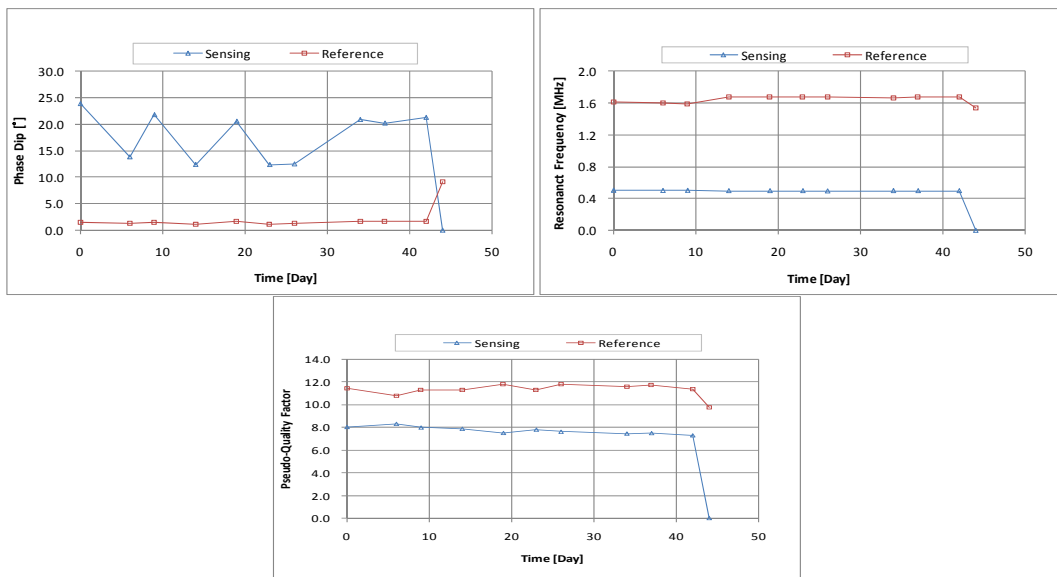 Sensing Reference
30.0
25.0
20.0
15.0
10.0
5.0
0.0
Phase Dip [°]
0 10 20 30 40 50
Time [Day]
Sensing Reference
2.0
1.6
1.2
0.8
0.4
0.0
Resonanct Frequency [MHz]
0 10 20 30 40 50
Time [Day]
Sensing Reference
14.0
12.0
10.0
8.0
6.0
4.0
2.0
0.0
Pseudo-Quality Factor
0 10 20 30 40 50
Time [Day]